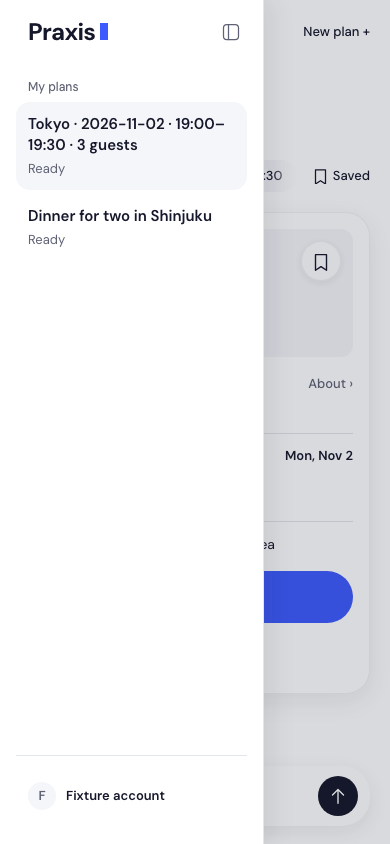 Praxis
New plan +
My plans
Tokyo · 2026-11-02 · 19:00–
19:30 · 3 guests
Ready
:30
Saved
Dinner for two in Shinjuku
Ready
About ›
Mon, Nov 2
ea
F
Fixture account